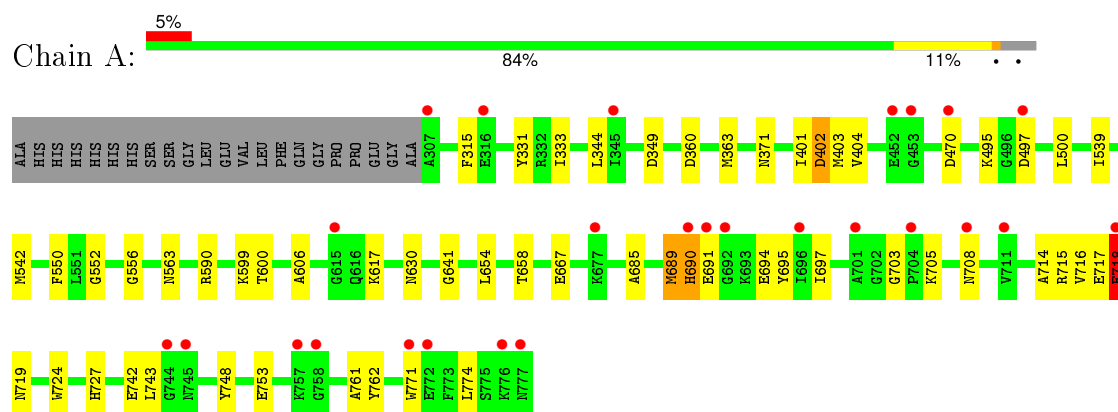 5%
Chain A:
84% 11% • •
ALA HIS HIS HIS HIS HIS HIS SER SER GLY LEU GLU VAL LEU PHE GLN GLY PRO PRO GLU GLY ALA A307 F315 E316 Y331 R332 I333 L344 I345 D349 D360 M363 N371 I401 D402 M403 V404 E452 G453 D470 K495 G496 D497 L500 I539
M542 F550 L551 G552 G556 N563 R590 K599 T600 A606 G615 Q616 K617 N630 G641 L654 T658 E667 K677 A685 M689 H690 E691 G692 K693 E694 Y695 I696 I697 A701 G702 G703 P704 K705 N708 V711 A714 R715 V716 E717
N719 W724 H727 E742 L743 G744 N745 Y748 E753 K757 G758 A761 Y762 W771 E772 F773 L774 S775 K776 N777